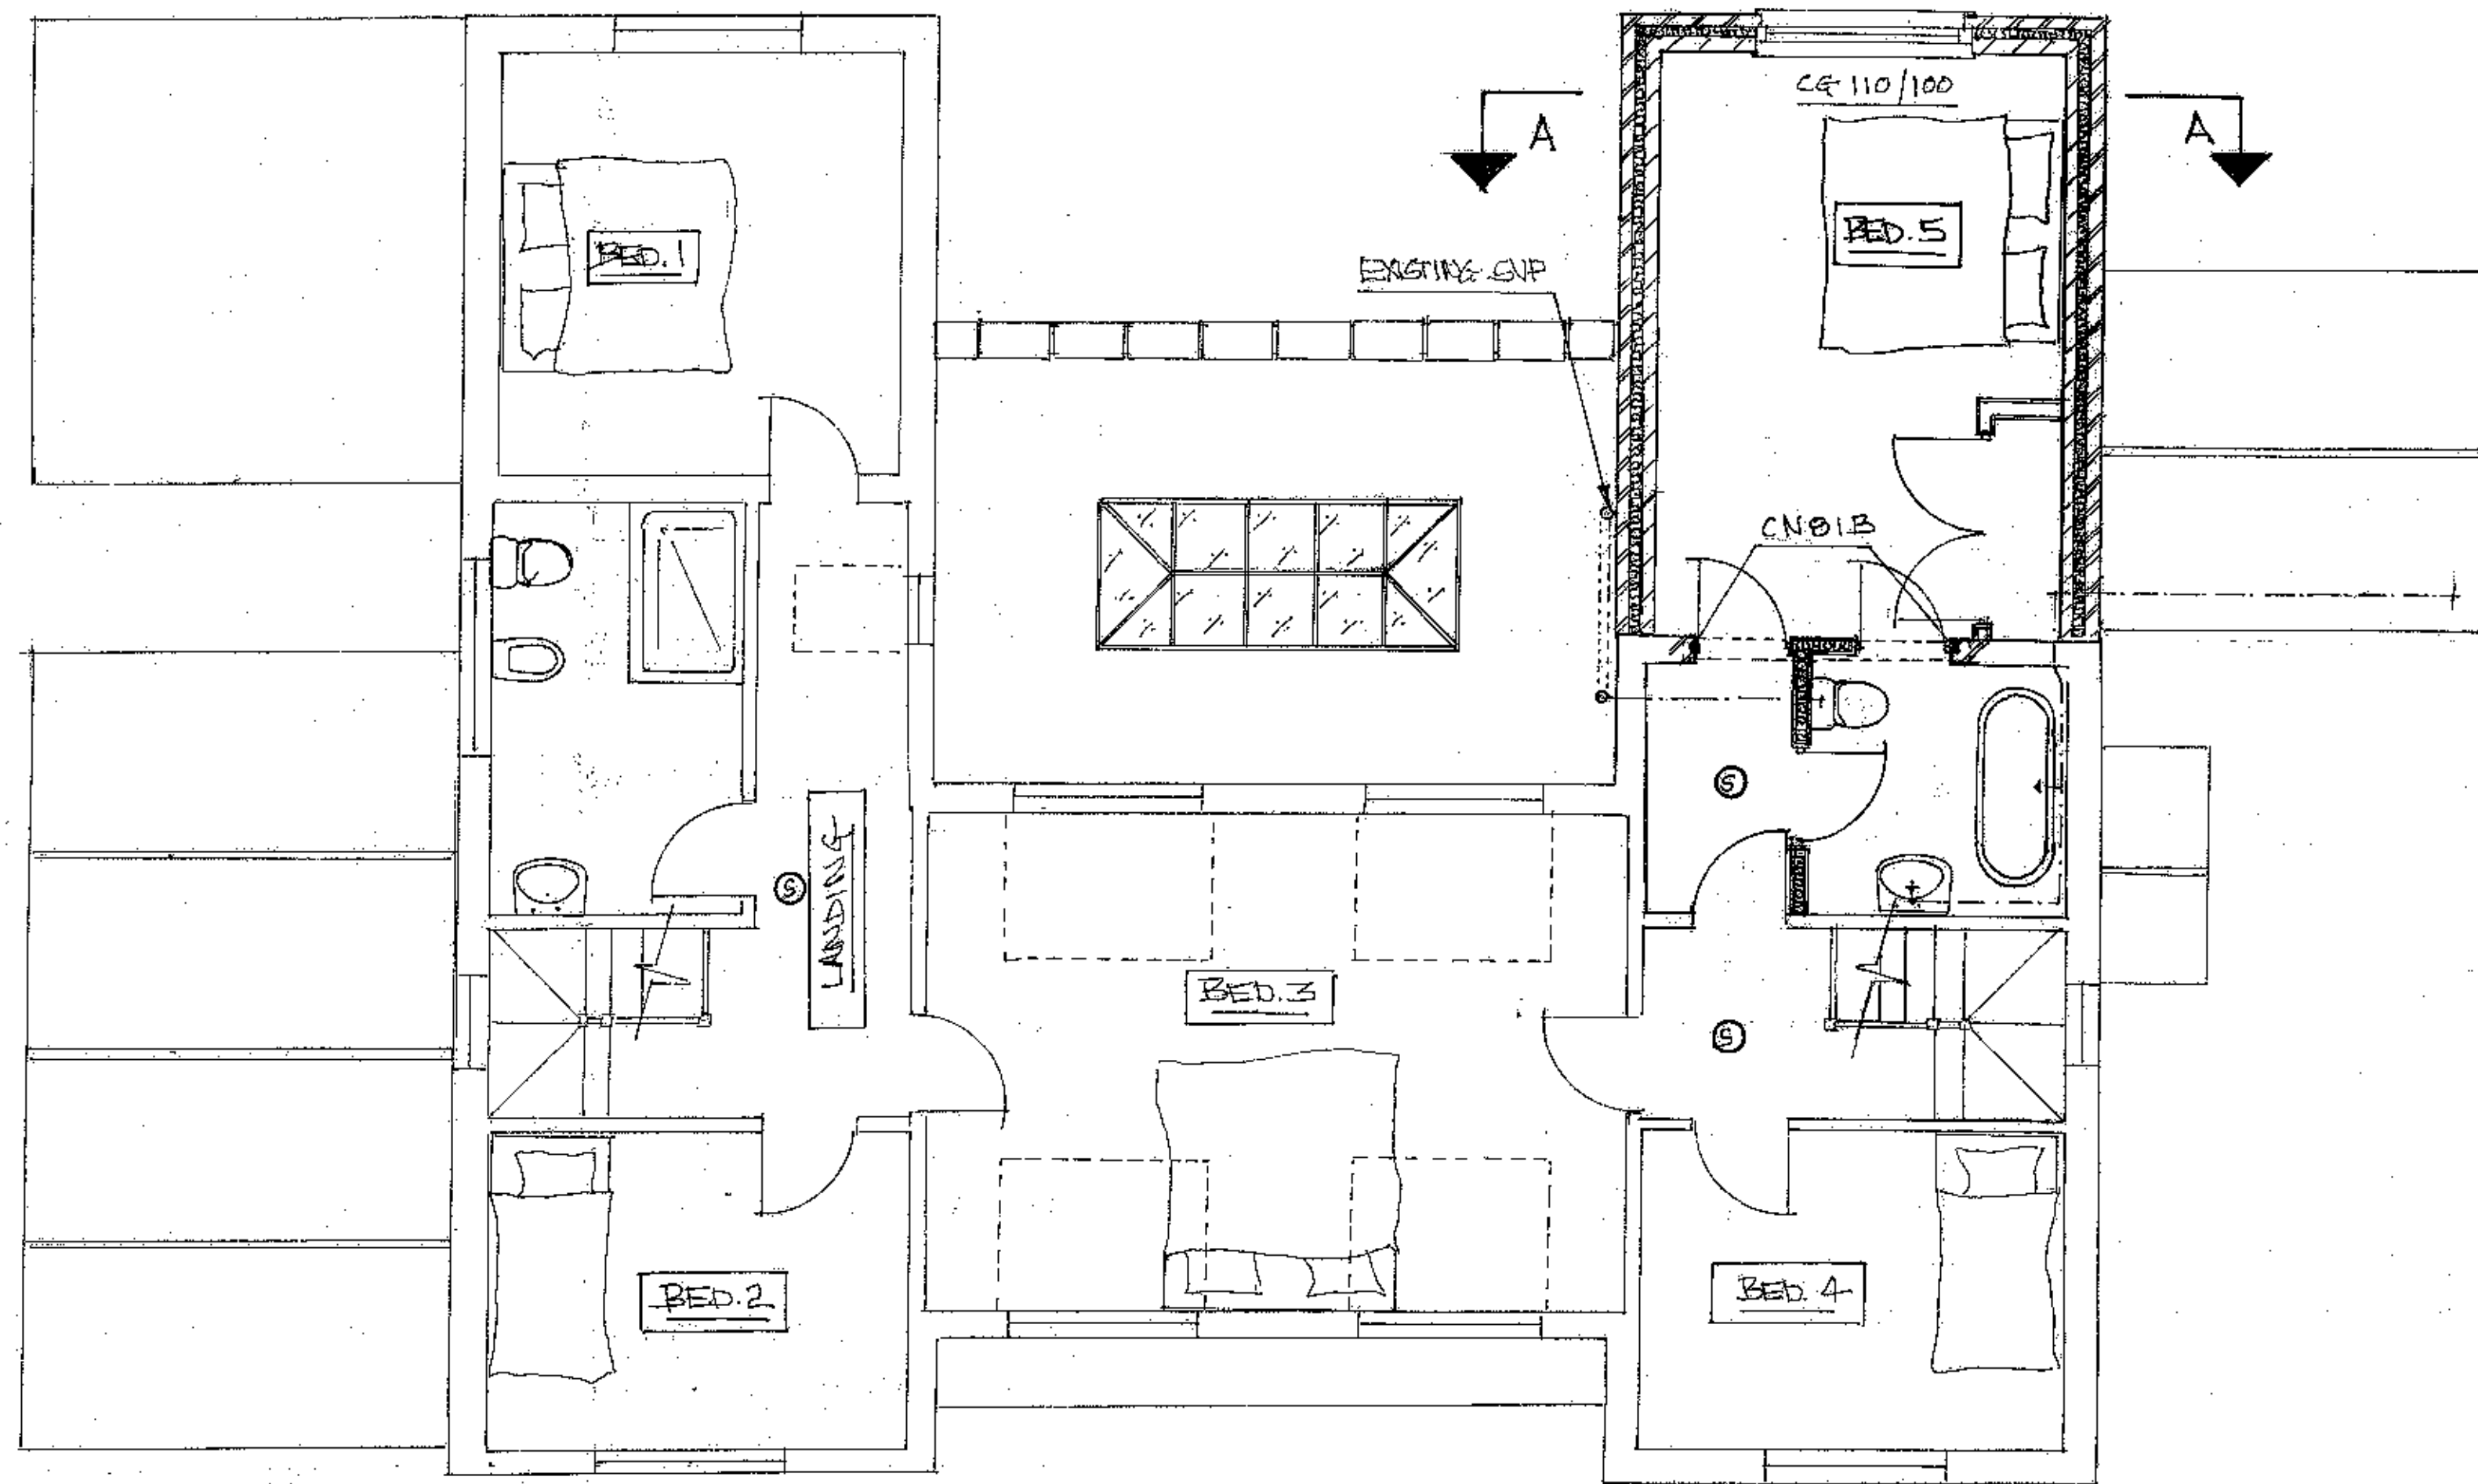 CG 110/100
A
A
BED.5
BED.1
EXISTING SVP
CN81B
S
S
LANDING
BED.3
S
BED.2
BED.4